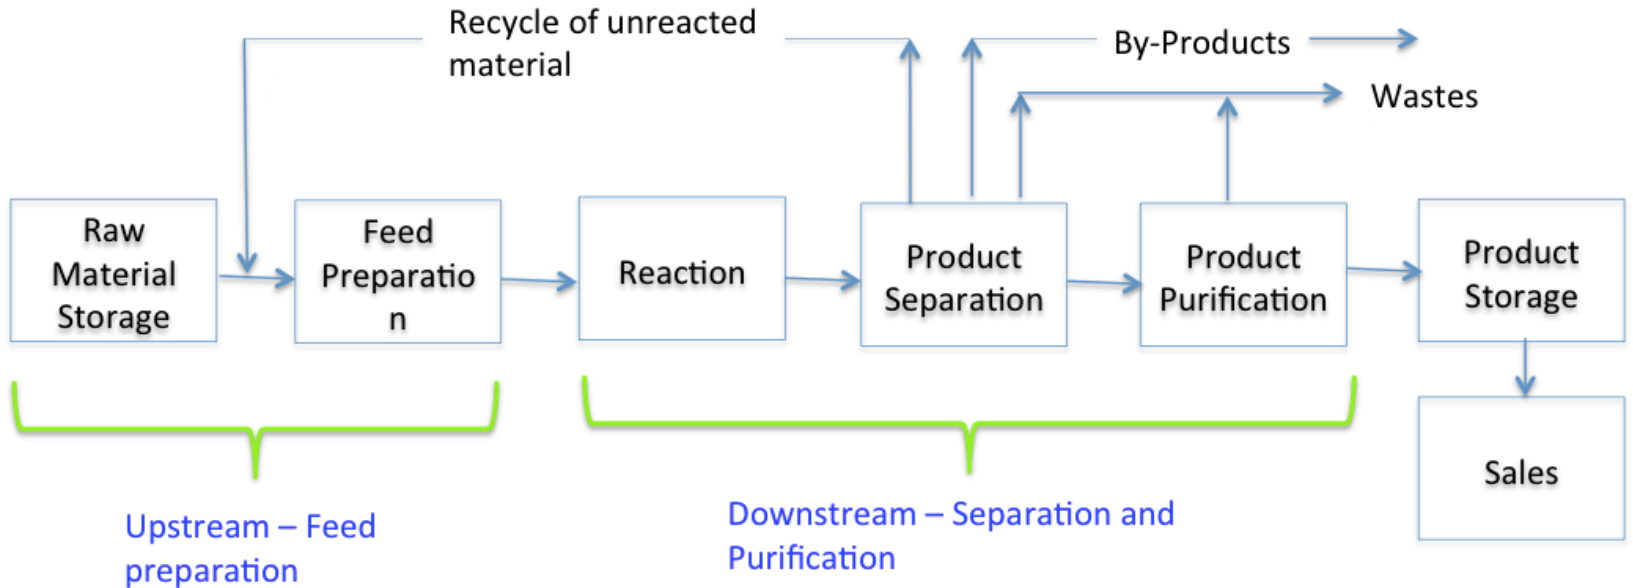 Recycle of unreacted
material
By-Products
Wastes
Raw
Material
Storage
Feed
Preparatio
n
Reaction
Product
Separation
Product
Purification
Product
Storage
Sales
Upstream – Feed
preparation
Downstream – Separation and
Purification